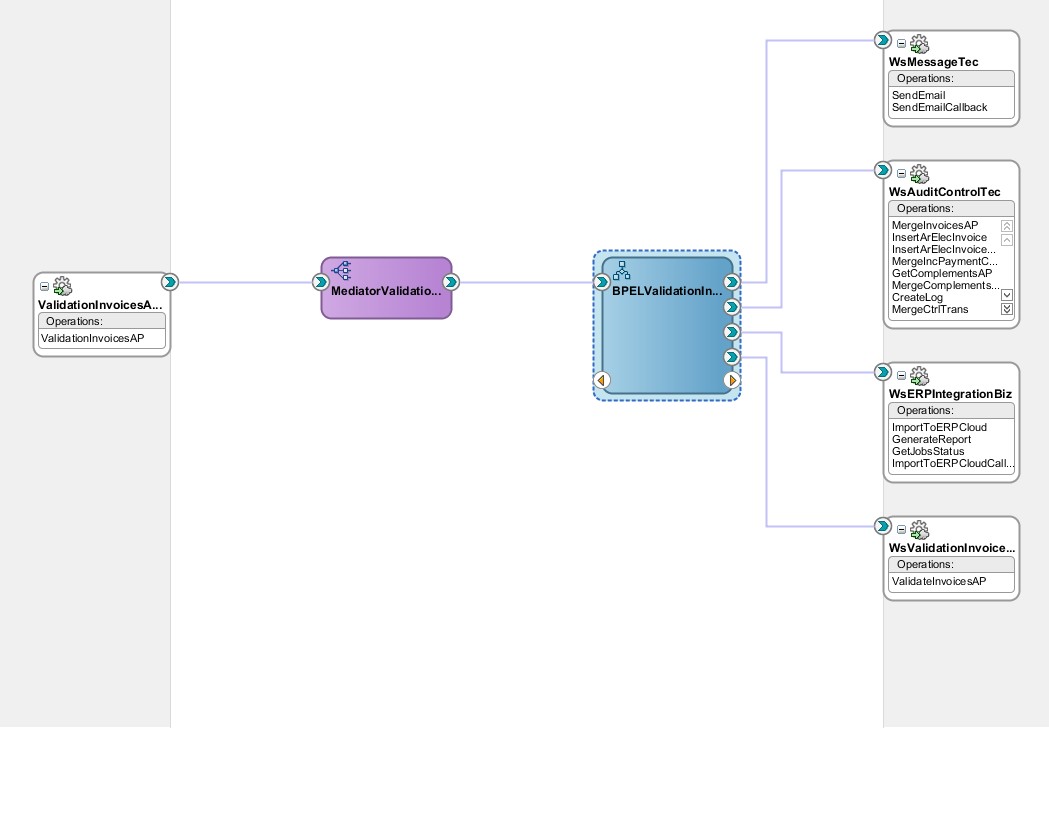 ValidationInvoicesA...
Operations:
ValidationInvoicesAP
MediatorValidatio...
BPELValidationIn...
WsMessageTec
Operations:
SendEmail
SendEmailCallback
WsAuditControlTec
Operations:
MergeInvoicesAP
InsertArElecInvoice
InsertArElecInvoice...
MergeIncPaymentC...
GetComplementsAP
MergeComplements...
CreateLog
MergeCtrlTrans
WsERPIntegrationBiz
Operations:
ImportToERPCloud
GenerateReport
GetJobsStatus
ImportToERPCloudCall...
WsValidationInvoice...
Operations:
ValidateInvoicesAP